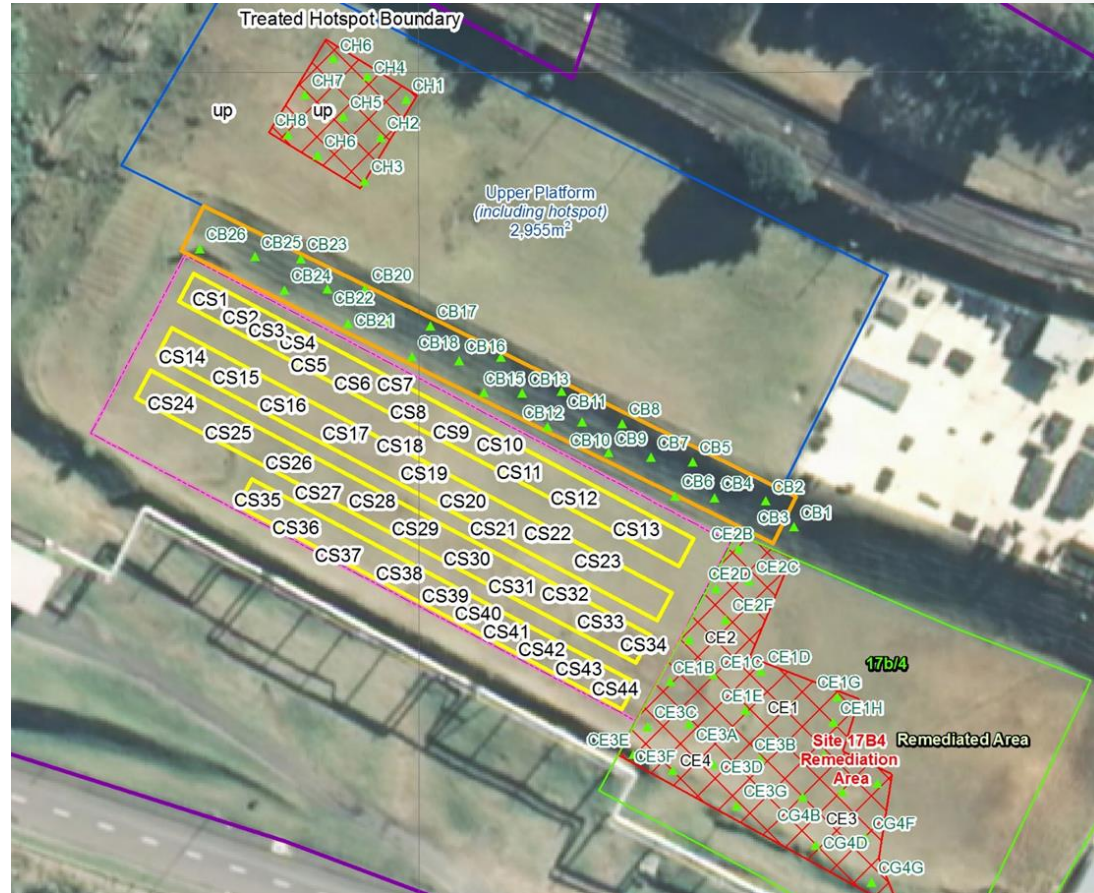 Treated Hotspot Boundary
CH6
CH4
CH7
CH1
up
up
CH5
CH2
CH8
CH6
CH3
Upper Platform
(including hotspot)
2,955m²
CB26
CB25
CB23
CB24
CB20
CB22
CB21
CB17
CB18
CB16
CB15
CB13
CB12
CB11
CB8
CB10
CB9
CB7
CB5
CB6
CB4
CB2
CB3
CB1
CS1
CS2
CS3
CS4
CS5
CS6
CS7
CS8
CS9
CS10
CS11
CS12
CS13
CS14
CS15
CS16
CS17
CS18
CS19
CS20
CS21
CS22
CS23
CS24
CS25
CS26
CS27
CS28
CS29
CS30
CS31
CS32
CS33
CS34
CS35
CS36
CS37
CS38
CS39
CS40
CS41
CS42
CS43
CS44
CE2B
CE2D
CE2C
CE2F
CE2
CE1B
CE1C
CE1D
17b/4
CE1E
CE1
CE1G
CE1H
CE3C
CE3A
CE3B
Site 17B4
Remediation
Area
Remediated Area
CE3E
CE3F
CE4
CE3D
CE3G
CG4B
CE3
CG4F
CG4D
CG4G